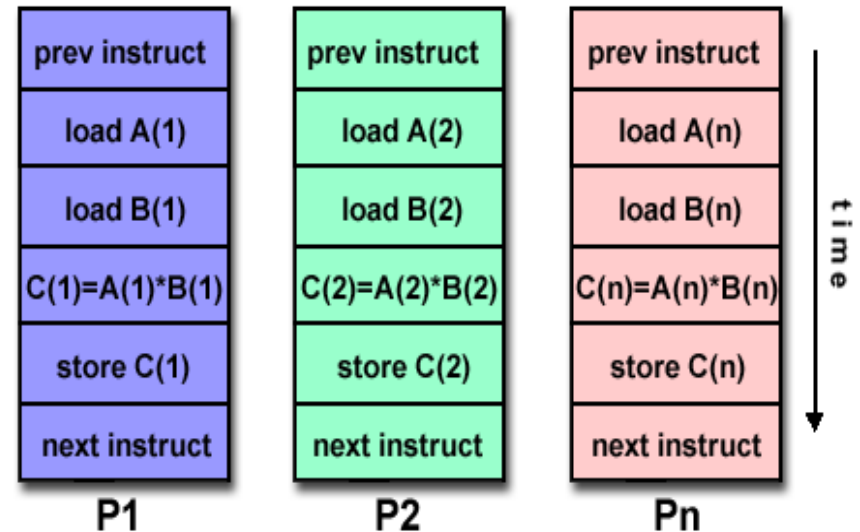 prev instruct
load A(1)
load B(1)
C(1)=A(1)*B(1)
store C(1)
next instruct
P1
prev instruct
load A(2)
load B(2)
C(2)=A(2)*B(2)
store C(2)
next instruct
P2
prev instruct
load A(n)
load B(n)
C(n)=A(n)*B(n)
store C(n)
next instruct
Pn
time